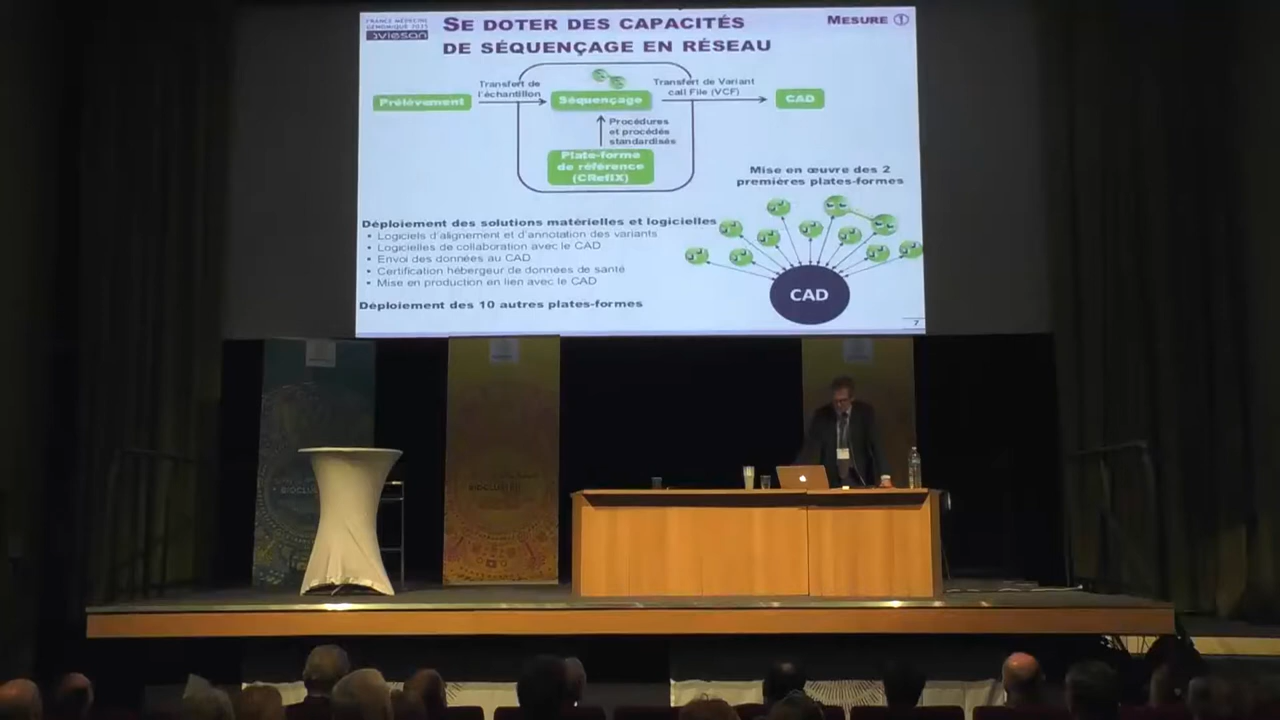 FRANCE MÉDECINE
GÉNOMIQUE 2025
aviesan
SE DOTER DES CAPACITÉS
DE SÉQUENÇAGE EN RÉSEAU
MESURE ①
Prélèvement
Transfert de
l'échantillon
Séquençage
Transfert de Variant
call File (VCF)
CAD
Procédures
et procédés
standardisés
Plate-forme
de référence
(CRefIX)
Mise en œuvre des 2
premières plates-formes
Déploiement des solutions matérielles et logicielles
▪ Logiciels d'alignement et d'annotation des variants
▪ Logicielles de collaboration avec le CAD
▪ Envoi des données au CAD
▪ Certification hébergeur de données de santé
▪ Mise en production en lien avec le CAD
Déploiement des 10 autres plates-formes
CAD
7